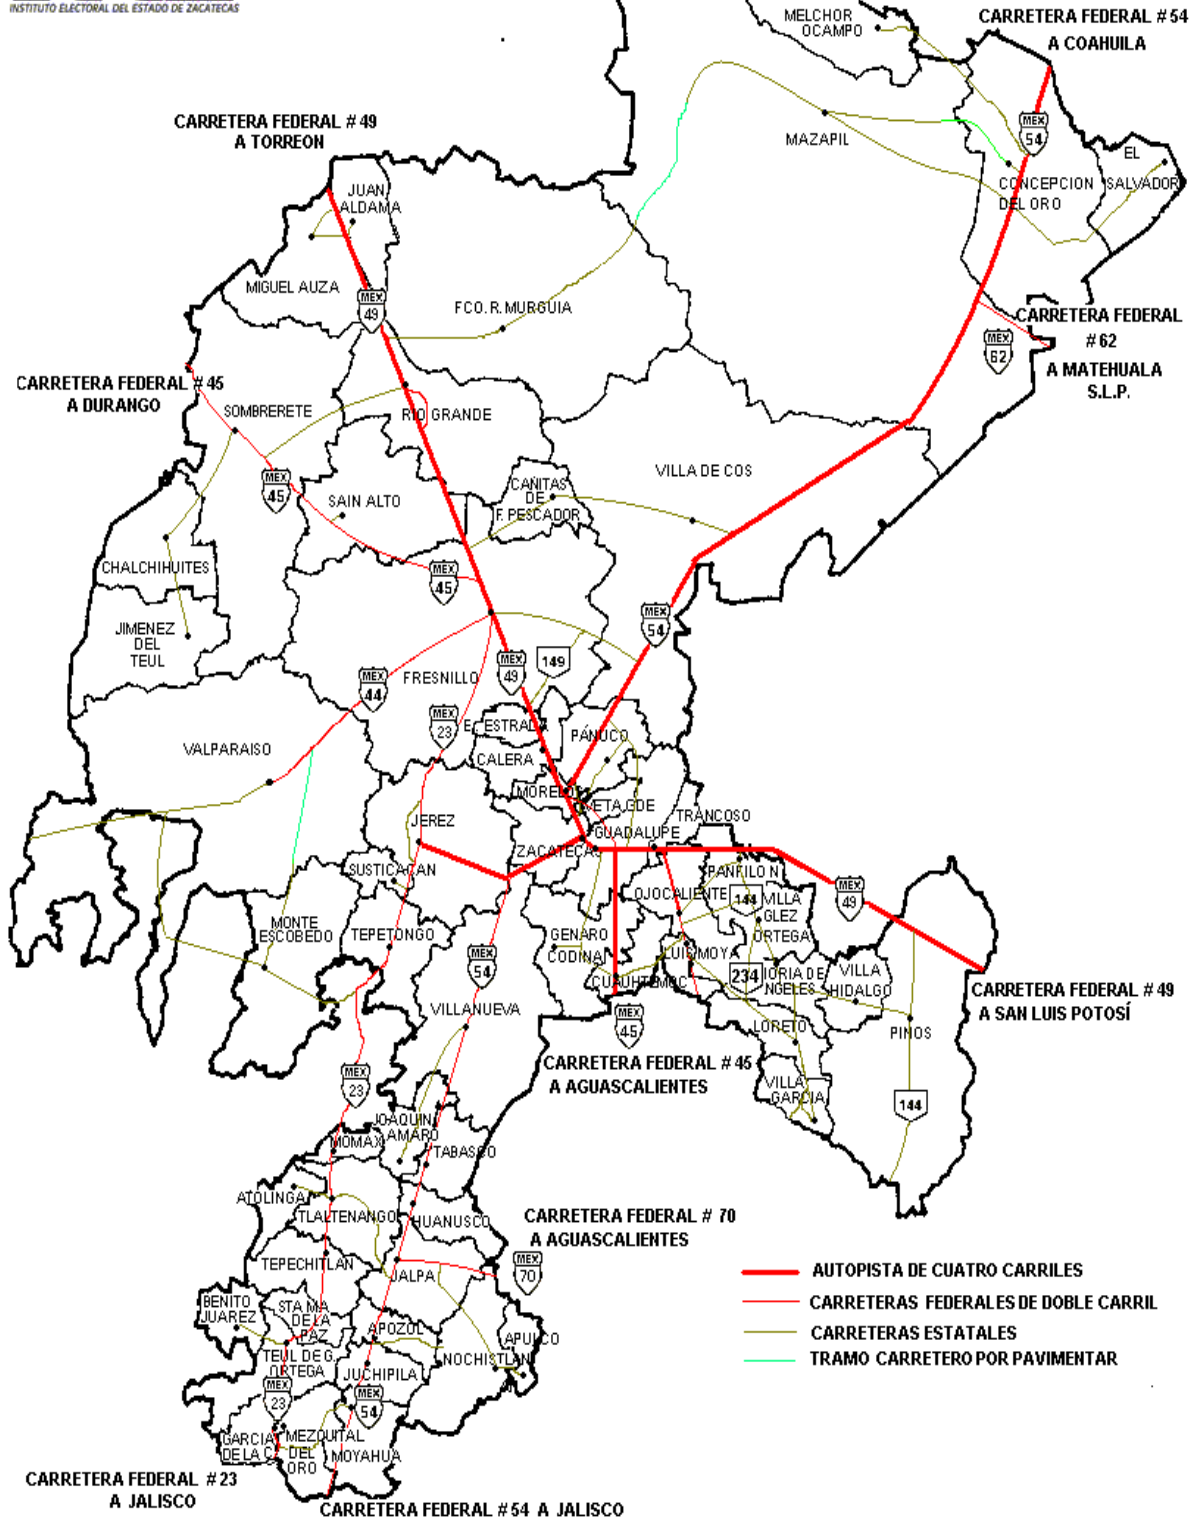 INSTITUTO ELECTORAL DEL ESTADO DE ZACATECAS
MELCHOR
OCAMPO
CARRETERA FEDERAL # 54
A COAHUILA
CARRETERA FEDERAL # 49
A TORREON
MEX
54
MAZAPIL
EL
SALVADOR
CONCEPCION
DEL ORO
JUAN
ALDAMA
MIGUEL AUZA
MEX
49
FCO. R. MURGUIA
CARRETERA FEDERAL
# 62
MEX
62
A MATEHUALA
S.L.P.
CARRETERA FEDERAL # 45
A DURANGO
SOMBRERETE
RIO GRANDE
VILLA DE COS
MEX
45
SAIN ALTO
CAÑITAS
DE
F. PESCADOR
CHALCHIHUITES
MEX
45
JIMENEZ
DEL
TEUL
MEX
54
149
MEX
49
FRESNILLO
MEX
44
MEX
23
E. ESTRADA
PÁNUCO
VALPARAISO
CALERA
MORELOS
VETA GDE
TRANCOSO
JEREZ
GUADALUPE
ZACATECAS
SUSTICACAN
PANFILO N
OJOCALIENTE
144
VILLA
GLEZ
ORTEGA
MEX
49
MONTE
ESCOBEDO
TEPETONGO
GENARO
CODINA
LUIS MOYA
MEX
54
CUAUHTEMOC
234
VILLA
HIDALGO
CARRETERA FEDERAL # 49
A SAN LUIS POTOSÍ
VILLANUEVA
MEX
45
LORETO
PINOS
CARRETERA FEDERAL # 45
A AGUASCALIENTES
MEX
23
VILLA
GARCIA
144
JOAQUIN
AMARO
MOMAX
TABASCO
ATOLINGA
TLALTENANGO
HUANUSCO
CARRETERA FEDERAL # 70
A AGUASCALIENTES
TEPECHITLAN
JALPA
MEX
70
AUTOPISTA DE CUATRO CARRILES
BENITO
JUAREZ
STA MA
DE LA
PAZ
CARRETERAS FEDERALES DE DOBLE CARRIL
APOZOL
APULCO
CARRETERAS ESTATALES
TEUL DE G.
ORTEGA
NOCHISTLAN
TRAMO CARRETERO POR PAVIMENTAR
JUCHIPILA
MEX
23
MEX
54
GARCIA
DE LA C
MEZQUITAL
DEL
ORO
MOYAHUA
CARRETERA FEDERAL # 23
A JALISCO
CARRETERA FEDERAL # 54 A JALISCO